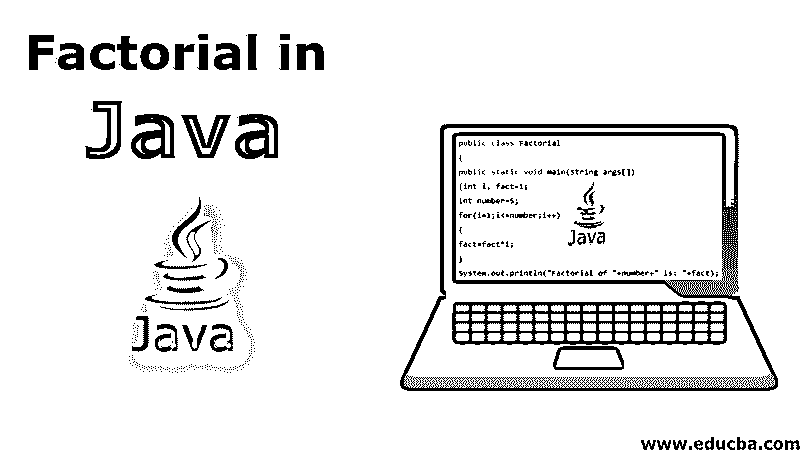 Factorial in
Java
Java
public class Factorial
{
public static void main(String args[])
{int i, fact=1;
int number=5;
for(i=1;i<=number;i++)
{
fact=fact*i;
}
System.out.println("Factorial of "+number+" is: "+fact);
Java
www.educba.com